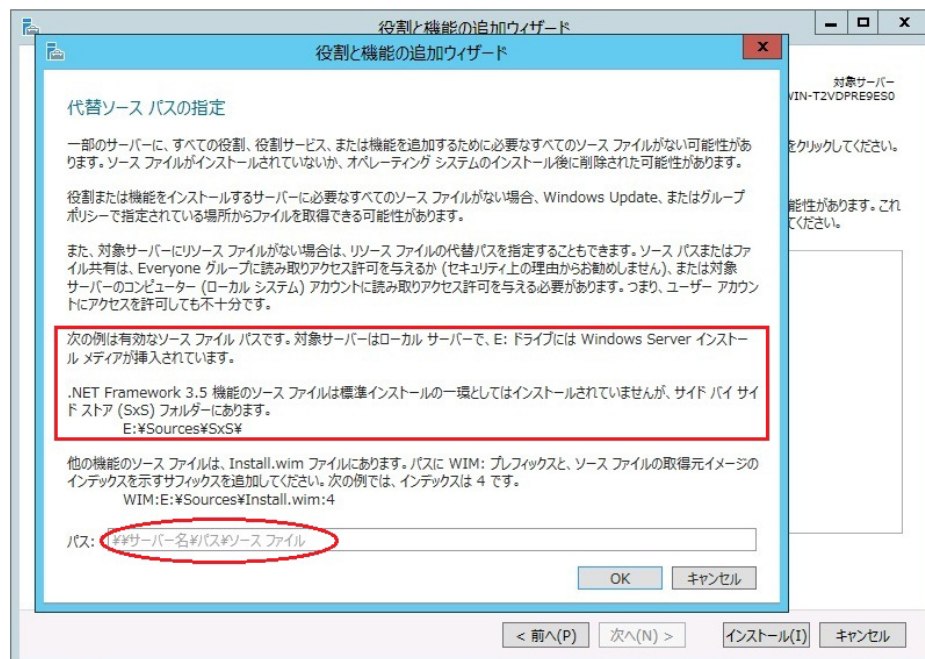 役割と機能の追加ウィザード
役割と機能の追加ウィザード
代替ソース パスの指定
対象サーバー
WIN-T2VDPRE9ES0
一部のサーバーに、すべての役割、役割サービス、または機能を追加するために必要なすべてのソース ファイルがない可能性があ
ります。ソース ファイルがインストールされていないか、オペレーティング システムのインストール後に削除された可能性があります。
をクリックしてください。
役割または機能をインストールするサーバーに必要なすべてのソース ファイルがない場合、Windows Update、またはグループ
ポリシーで指定されている場所からファイルを取得できる可能性があります。
能性があります。これ
てください。
また、対象サーバーにリソース ファイルがない場合は、リソース ファイルの代替パスを指定することもできます。ソース パスまたはファ
イル共有は、Everyone グループに読み取りアクセス許可を与えるか (セキュリティ上の理由からお勧めしません)、または対象
サーバーのコンピューター (ローカル システム) アカウントに読み取りアクセス許可を与える必要があります。つまり、ユーザー アカウン
トにアクセスを許可しても不十分です。
次の例は有効なソース ファイル パスです。対象サーバーはローカル サーバーで、E: ドライブには Windows Server インストー
ル メディアが挿入されています。
.NET Framework 3.5 機能のソース ファイルは標準インストールの一環としてはインストールされていませんが、サイド バイ サイ
ド ストア (SxS) フォルダーにあります。
E:¥Sources¥SxS¥
他の機能のソース ファイルは、Install.wim ファイルにあります。パスに WIM: プレフィックスと、ソース ファイルの取得元イメージの
インデックスを示すサフィックスを追加してください。次の例では、インデックスは 4 です。
WIM:E:¥Sources¥Install.wim:4
パス: ¥¥サーバー名¥パス¥ソース ファイル
OK キャンセル
< 前へ(P) 次へ(N) > インストール(I) キャンセル